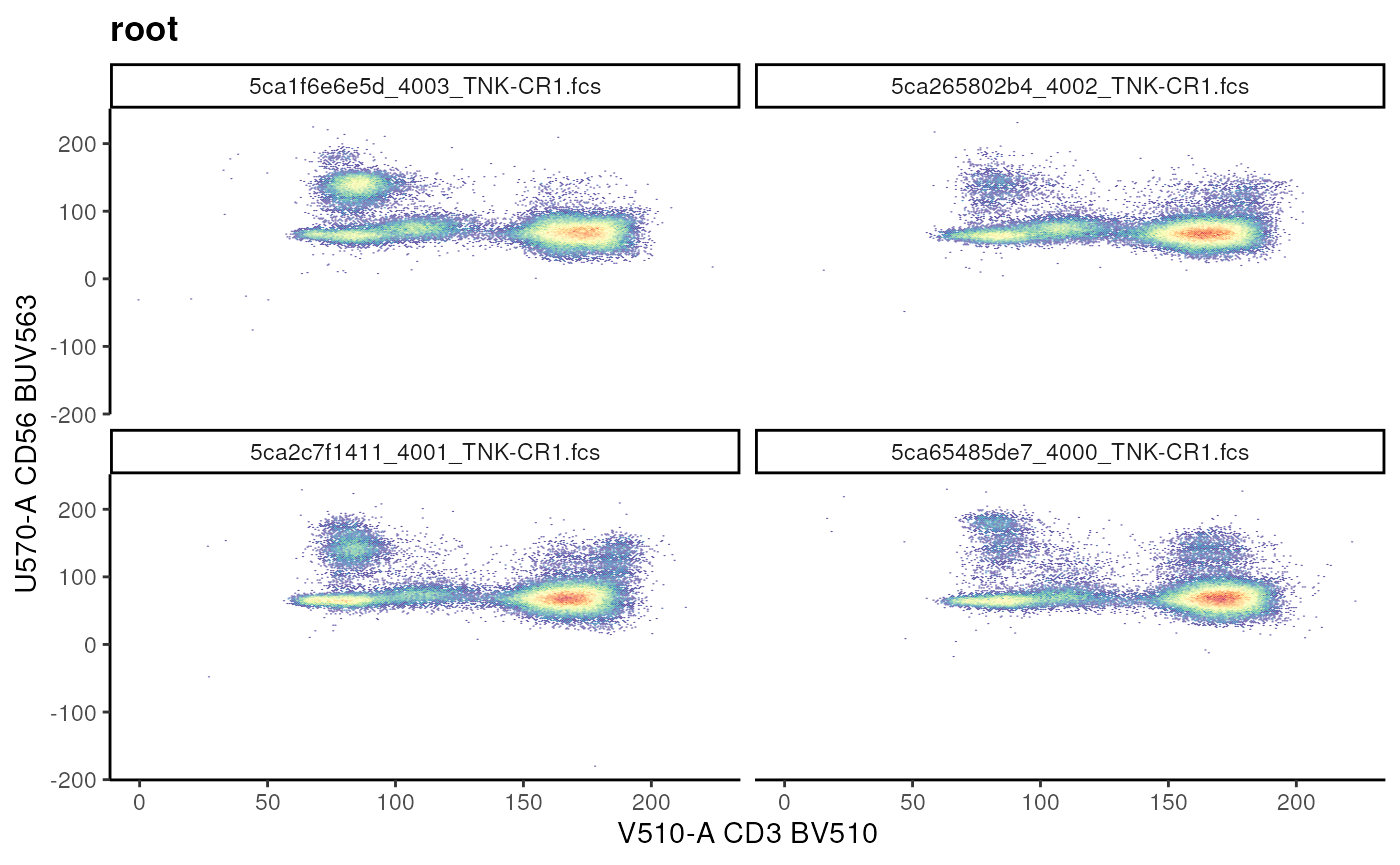 root
5ca1f6e6e5d_4003_TNK-CR1.fcs
5ca265802b4_4002_TNK-CR1.fcs
200
100
0
-100
-200
5ca2c7f1411_4001_TNK-CR1.fcs
5ca65485de7_4000_TNK-CR1.fcs
200
100
0
-100
-200
0 50 100 150 200
0 50 100 150 200
V510-A CD3 BV510
U570-A CD56 BUV563